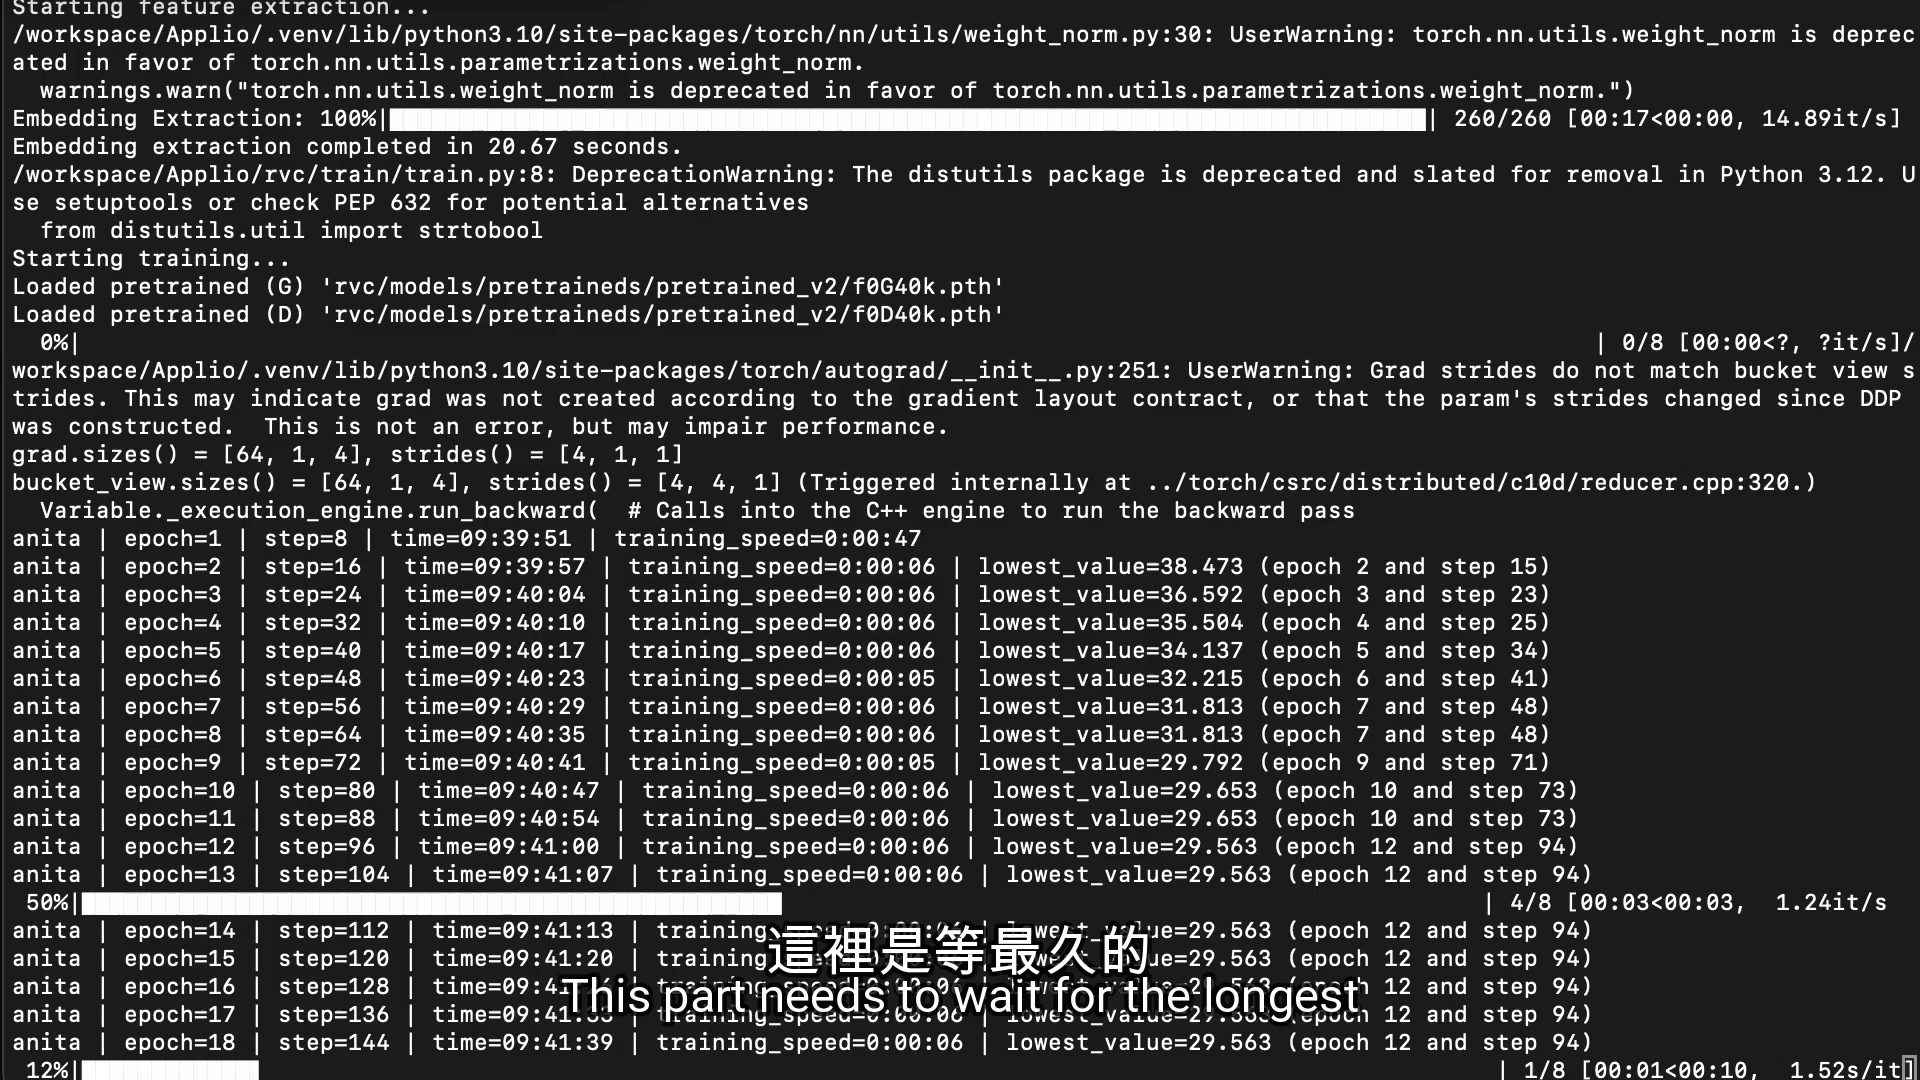 Starting feature extraction...
/workspace/Applio/.venv/lib/python3.10/site-packages/torch/nn/utils/weight_norm.py:30: UserWarning: torch.nn.utils.weight_norm is deprec
ated in favor of torch.nn.utils.parametrizations.weight_norm.
  warnings.warn("torch.nn.utils.weight_norm is deprecated in favor of torch.nn.utils.parametrizations.weight_norm.")
Embedding Extraction: 100%| | 260/260 [00:17<00:00, 14.89it/s]
Embedding extraction completed in 20.67 seconds.
/workspace/Applio/rvc/train/train.py:8: DeprecationWarning: The distutils package is deprecated and slated for removal in Python 3.12. U
se setuptools or check PEP 632 for potential alternatives
  from distutils.util import strtobool
Starting training...
Loaded pretrained (G) 'rvc/models/pretraineds/pretrained_v2/f0G40k.pth'
Loaded pretrained (D) 'rvc/models/pretraineds/pretrained_v2/f0D40k.pth'
  0%| | 0/8 [00:00<?, ?it/s]/
workspace/Applio/.venv/lib/python3.10/site-packages/torch/autograd/__init__.py:251: UserWarning: Grad strides do not match bucket view s
trides. This may indicate grad was not created according to the gradient layout contract, or that the param's strides changed since DDP
was constructed.  This is not an error, but may impair performance.
grad.sizes() = [64, 1, 4], strides() = [4, 1, 1]
bucket_view.sizes() = [64, 1, 4], strides() = [4, 4, 1] (Triggered internally at ../torch/csrc/distributed/c10d/reducer.cpp:320.)
  Variable._execution_engine.run_backward(  # Calls into the C++ engine to run the backward pass
anita | epoch=1 | step=8 | time=09:39:51 | training_speed=0:00:47
anita | epoch=2 | step=16 | time=09:39:57 | training_speed=0:00:06 | lowest_value=38.473 (epoch 2 and step 15)
anita | epoch=3 | step=24 | time=09:40:04 | training_speed=0:00:06 | lowest_value=36.592 (epoch 3 and step 23)
anita | epoch=4 | step=32 | time=09:40:10 | training_speed=0:00:06 | lowest_value=35.504 (epoch 4 and step 25)
anita | epoch=5 | step=40 | time=09:40:17 | training_speed=0:00:06 | lowest_value=34.137 (epoch 5 and step 34)
anita | epoch=6 | step=48 | time=09:40:23 | training_speed=0:00:05 | lowest_value=32.215 (epoch 6 and step 41)
anita | epoch=7 | step=56 | time=09:40:29 | training_speed=0:00:06 | lowest_value=31.813 (epoch 7 and step 48)
anita | epoch=8 | step=64 | time=09:40:35 | training_speed=0:00:06 | lowest_value=31.813 (epoch 7 and step 48)
anita | epoch=9 | step=72 | time=09:40:41 | training_speed=0:00:05 | lowest_value=29.792 (epoch 9 and step 71)
anita | epoch=10 | step=80 | time=09:40:47 | training_speed=0:00:06 | lowest_value=29.653 (epoch 10 and step 73)
anita | epoch=11 | step=88 | time=09:40:54 | training_speed=0:00:06 | lowest_value=29.653 (epoch 10 and step 73)
anita | epoch=12 | step=96 | time=09:41:00 | training_speed=0:00:06 | lowest_value=29.563 (epoch 12 and step 94)
anita | epoch=13 | step=104 | time=09:41:07 | training_speed=0:00:06 | lowest_value=29.563 (epoch 12 and step 94)
 50%| | 4/8 [00:03<00:03,  1.24it/s
anita | epoch=14 | step=112 | time=09:41:13 | lowest_value=29.563 (epoch 12 and step 94)
anita | epoch=15 | step=120 | time=09:41:20 | (epoch 12 and step 94)
anita | epoch=16 | step=128 | (epoch 12 and step 94)
anita | epoch=17 | step=136 | (epoch 12 and step 94)
anita | epoch=18 | step=144 | time=09:41:39 | training_speed=0:00:06 | lowest_value=29.563 (epoch 12 and step 94)
 12%| | 1/8 [00:01<00:10,  1.52s/it]
這裡是等最久的
This part needs to wait for the longest